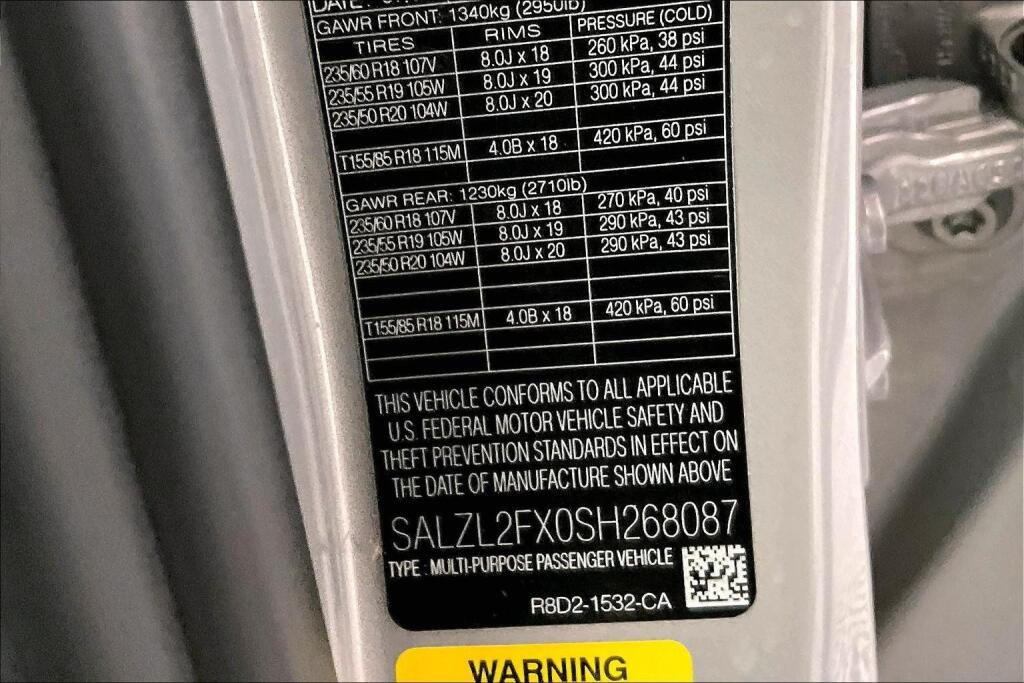 DATE:
GAWR FRONT: 1340kg (2950lb)
TIRES RIMS PRESSURE (COLD)
235/60 R18 107V 8.0J x 18 260 kPa, 38 psi
235/55 R19 105W 8.0J x 19 300 kPa, 44 psi
235/50 R20 104W 8.0J x 20 300 kPa, 44 psi
T155/85 R18 115M 4.0B x 18 420 kPa, 60 psi
GAWR REAR: 1230kg (2710lb)
235/60 R18 107V 8.0J x 18 270 kPa, 40 psi
235/55 R19 105W 8.0J x 19 290 kPa, 43 psi
235/50 R20 104W 8.0J x 20 290 kPa, 43 psi
T155/85 R18 115M 4.0B x 18 420 kPa, 60 psi
THIS VEHICLE CONFORMS TO ALL APPLICABLE
U.S. FEDERAL MOTOR VEHICLE SAFETY AND
THEFT PREVENTION STANDARDS IN EFFECT ON
THE DATE OF MANUFACTURE SHOWN ABOVE
SALZL2FX0SH268087
TYPE : MULTI-PURPOSE PASSENGER VEHICLE
R8D2-1532-CA
WARNING